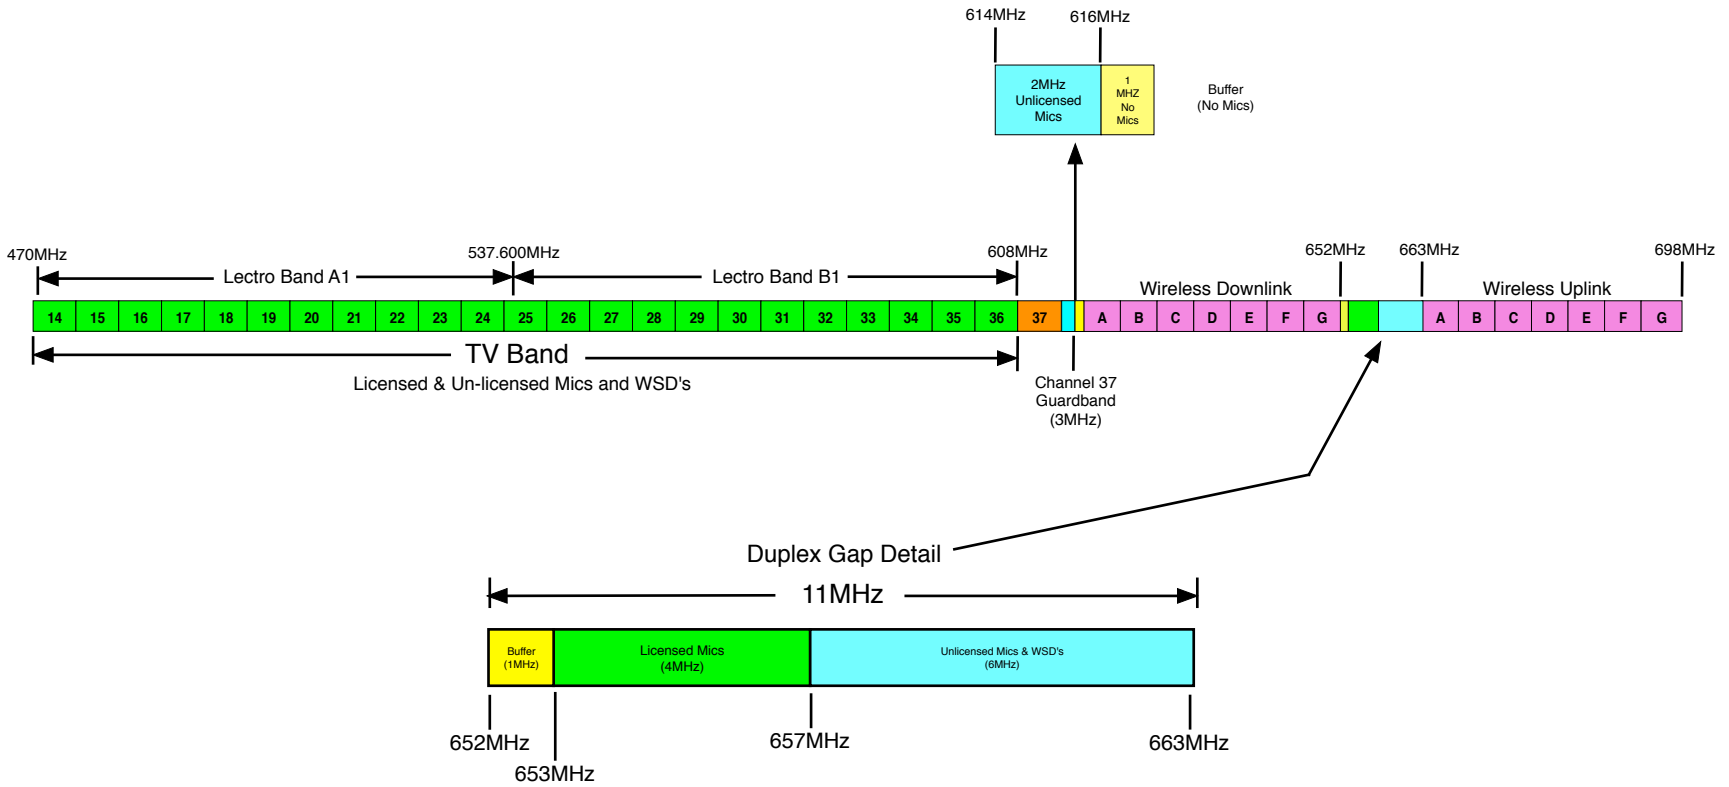 614MHz 616MHz
2MHz
Unlicensed
Mics
1
MHZ
No
Mics
Buffer
(No Mics)
470MHz 537.600MHz 608MHz 652MHz 663MHz 698MHz
Lectro Band A1 Lectro Band B1
Wireless Downlink Wireless Uplink
14 15 16 17 18 19 20 21 22 23 24 25 26 27 28 29 30 31 32 33 34 35 36 37 A B C D E F G A B C D E F G
TV Band
Licensed & Un-licensed Mics and WSD's
Channel 37
Guardband
(3MHz)
Duplex Gap Detail
11MHz
Buffer
(1MHz)
Licensed Mics
(4MHz)
Unlicensed Mics & WSD's
(6MHz)
652MHz 657MHz 663MHz
653MHz